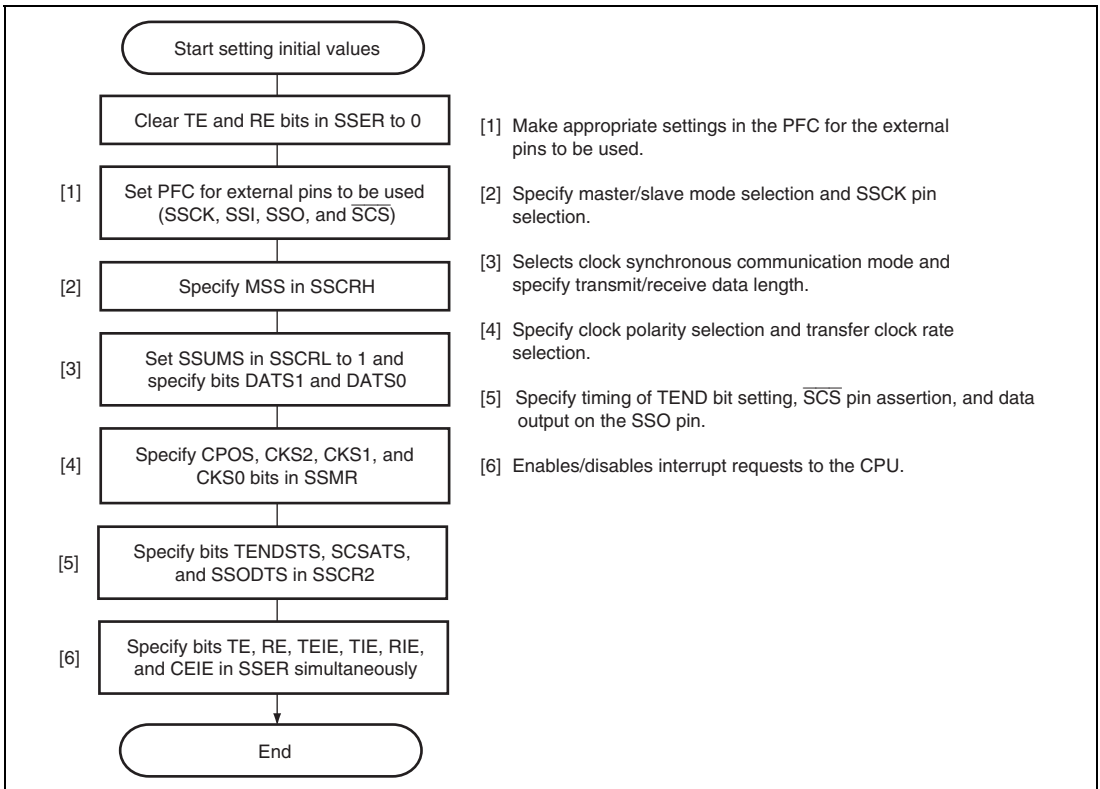 Start setting initial values
Clear TE and RE bits in SSER to 0
[1]
Set PFC for external pins to be used
(SSCK, SSI, SSO, and S̅C̅S̅)
[2]
Specify MSS in SSCRH
[3]
Set SSUMS in SSCRL to 1 and
specify bits DATS1 and DATS0
[4]
Specify CPOS, CKS2, CKS1, and
CKS0 bits in SSMR
[5]
Specify bits TENDSTS, SCSATS,
and SSODTS in SSCR2
[6]
Specify bits TE, RE, TEIE, TIE, RIE,
and CEIE in SSER simultaneously
End
[1] Make appropriate settings in the PFC for the external
pins to be used.
[2] Specify master/slave mode selection and SSCK pin
selection.
[3] Selects clock synchronous communication mode and
specify transmit/receive data length.
[4] Specify clock polarity selection and transfer clock rate
selection.
[5] Specify timing of TEND bit setting, S̅C̅S̅ pin assertion, and data
output on the SSO pin.
[6] Enables/disables interrupt requests to the CPU.